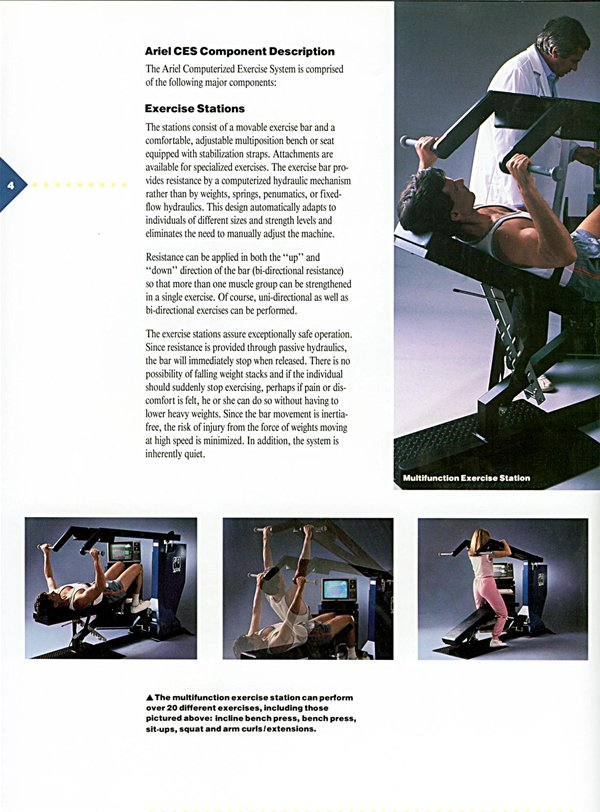 Ariel CES Component Description
The Ariel Computerized Exercise System is comprised
of the following major components:
Exercise Stations
The stations consist of a movable exercise bar and a
comfortable, adjustable multiposition bench or seat
equipped with stabilization straps. Attachments are
available for specialized exercises. The exercise bar pro-
vides resistance by a computerized hydraulic mechanism
rather than by weights, springs, penumatics, or fixed-
flow hydraulics. This design automatically adapts to
individuals of different sizes and strength levels and
eliminates the need to manually adjust the machine.
4
Resistance can be applied in both the “up” and
“down” direction of the bar (bi-directional resistance)
so that more than one muscle group can be strengthened
in a single exercise. Of course, uni-directional as well as
bi-directional exercises can be performed.
The exercise stations assure exceptionally safe operation.
Since resistance is provided through passive hydraulics,
the bar will immediately stop when released. There is no
possibility of falling weight stacks and if the individual
should suddenly stop exercising, perhaps if pain or dis-
comfort is felt, he or she can do so without having to
lower heavy weights. Since the bar movement is inertia-
free, the risk of injury from the force of weights moving
at high speed is minimized. In addition, the system is
inherently quiet.
Multifunction Exercise Station
▲ The multifunction exercise station can perform
over 20 different exercises, including those
pictured above: incline bench press, bench press,
sit-ups, squat and arm curls/extensions.